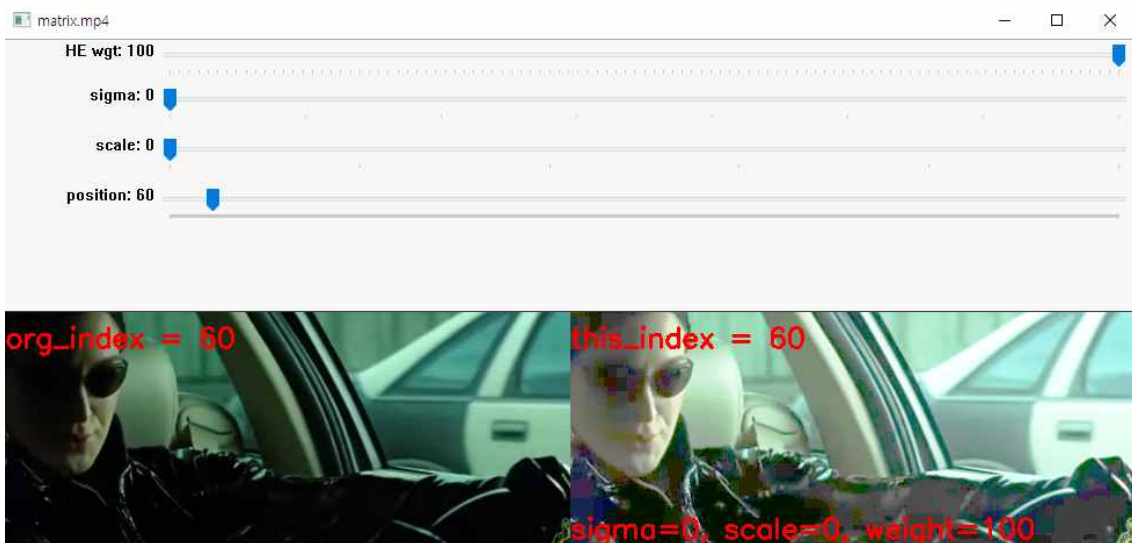 matrix.mp4
HE wgt: 100
sigma: 0
scale: 0
position: 60
org_index = 60
this_index = 60
sigma=0, scale=0, weight=100